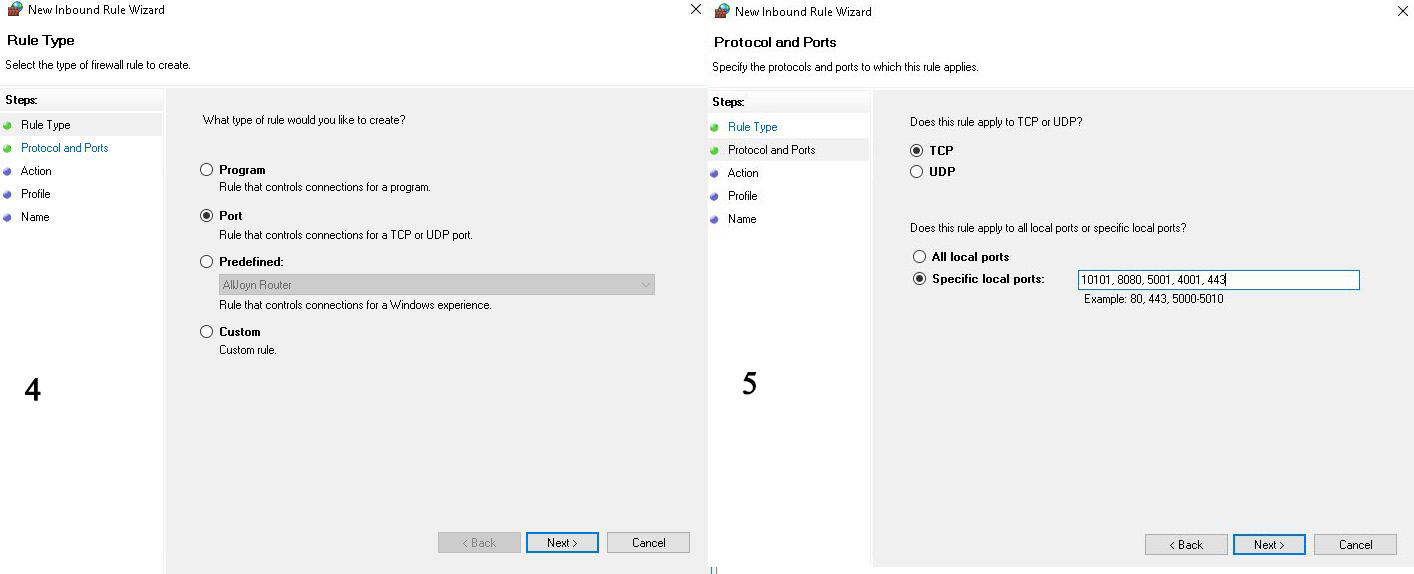 New Inbound Rule Wizard
Rule Type
Select the type of firewall rule to create.
Steps:
Rule Type
Protocol and Ports
Action
Profile
Name
What type of rule would you like to create?
Program
Rule that controls connections for a program.
Port
Rule that controls connections for a TCP or UDP port.
Predefined:
AllJoyn Router
Rule that controls connections for a Windows experience.
Custom
Custom rule.
4
< Back
Next >
Cancel
New Inbound Rule Wizard
Protocol and Ports
Specify the protocols and ports to which this rule applies.
Steps:
Rule Type
Protocol and Ports
Action
Profile
Name
Does this rule apply to TCP or UDP?
TCP
UDP
Does this rule apply to all local ports or specific local ports?
All local ports
Specific local ports:
10101, 8080, 5001, 4001, 443
Example: 80, 443, 5000-5010
5
< Back
Next >
Cancel